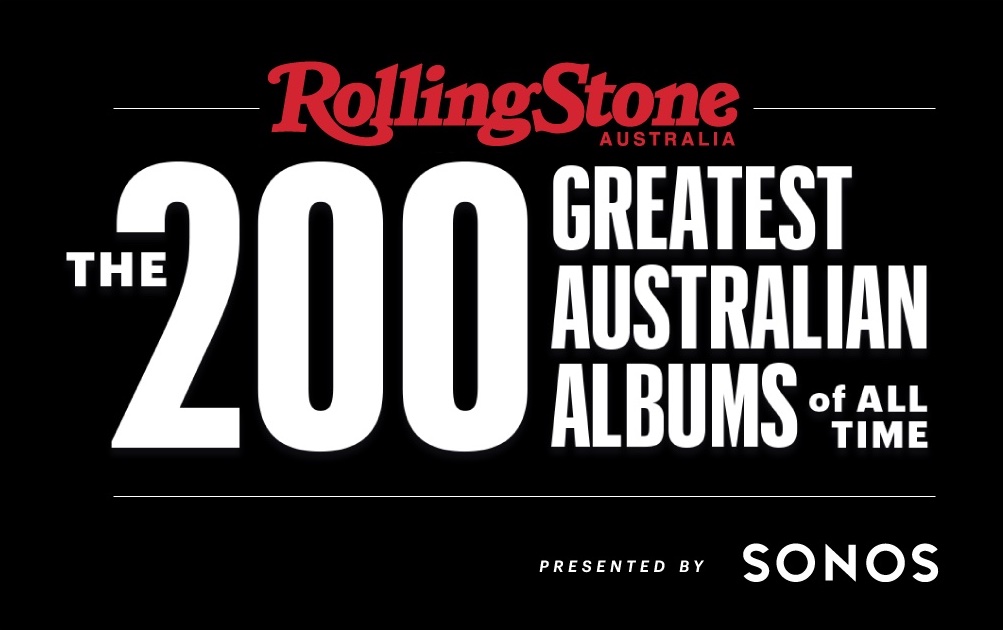 RollingStone
AUSTRALIA
THE 200
GREATEST
AUSTRALIAN
ALBUMS of ALL
TIME
PRESENTED BY SONOS